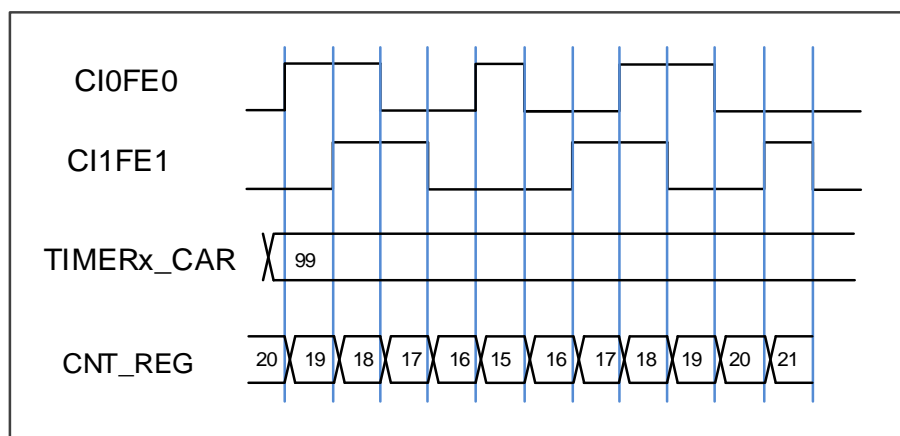 CI0FE0
CI1FE1
TIMERx_CAR 99
CNT_REG 20 19 18 17 16 15 16 17 18 19 20 21